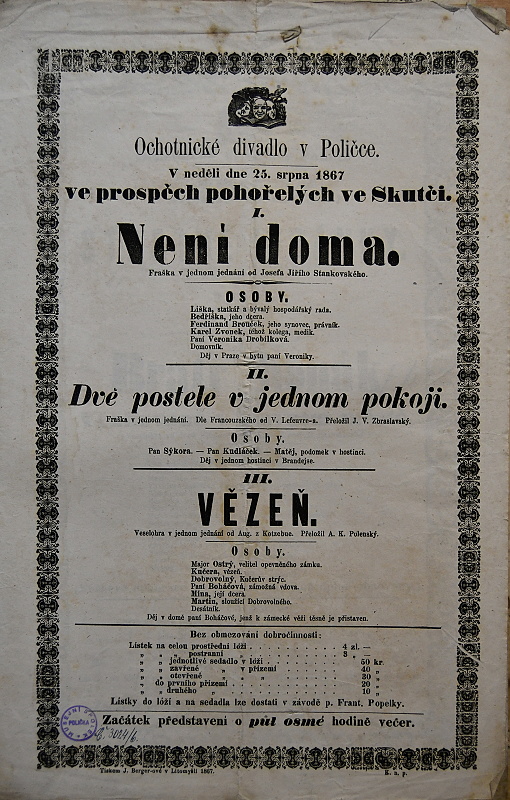 Ochotnické divadlo v Poličce.
V neděli dne 25. srpna 1867
ve prospěch pohořelých ve Skutči.
I.
Není doma.
Fraška v jednom jednání od Josefa Jiřího Stankovského.
OSOBY.
Liška, statkář a bývalý hospodářský rada.
Bedřiška, jeho dcera.
Ferdinand Brouček, jeho synovec, právník.
Karel Zvonek, téhož kolega, medik.
Paní Veronika Drobílková.
Domovník.
Děj v Praze v bytu paní Veroniky.
II.
Dvě postele v jednom pokoji.
Fraška v jednom jednání. Dle Francouzského od V. Lefeuvre-a. Přeložil J. V. Zbraslavský.
Osoby.
Pan Sýkora. — Pan Kudláček. — Matěj, podomek v hostinci.
Děj v jednom hostinci v Brandejse.
III.
VĚZEŇ.
Veselohra v jednom jednání od Aug. z Kotzebue. Přeložil A. K. Polenský.
Osoby.
Major Ostrý, velitel opevněného zámku.
Kučera, vězeň.
Dobrovolný, Kučerův strýc.
Paní Boháčová, zámožná vdova.
Mina, její dcera.
Martin, sloužící Dobrovolného.
Desátník.
Děj v domě paní Boháčové, jenž k zámecké věži těsně je přistaven.
Bez obmezování dobročinnosti:
Lístek na celou prostřední lóži . . . 4 zl. —
„ „ „ postranní „ . . . 3 „ —
„ „ jednotlivé sedadlo v lóži . . . 50 kr.
„ „ zavřené „ v přízemí . . . 40 „
„ „ otevřené „ „ „ . . . 30 „
„ do prvního přízemí . . . 20 „
„ „ druhého „ . . . 10 „
Lístky do lóží a na sedadla lze dostati v závodě p. Frant. Popelky.
Začátek představení o půl osmé hodině večer.
Tiskem J. Berger-ové v Litomyšli 1867.
R. n. p.
POLIČKA